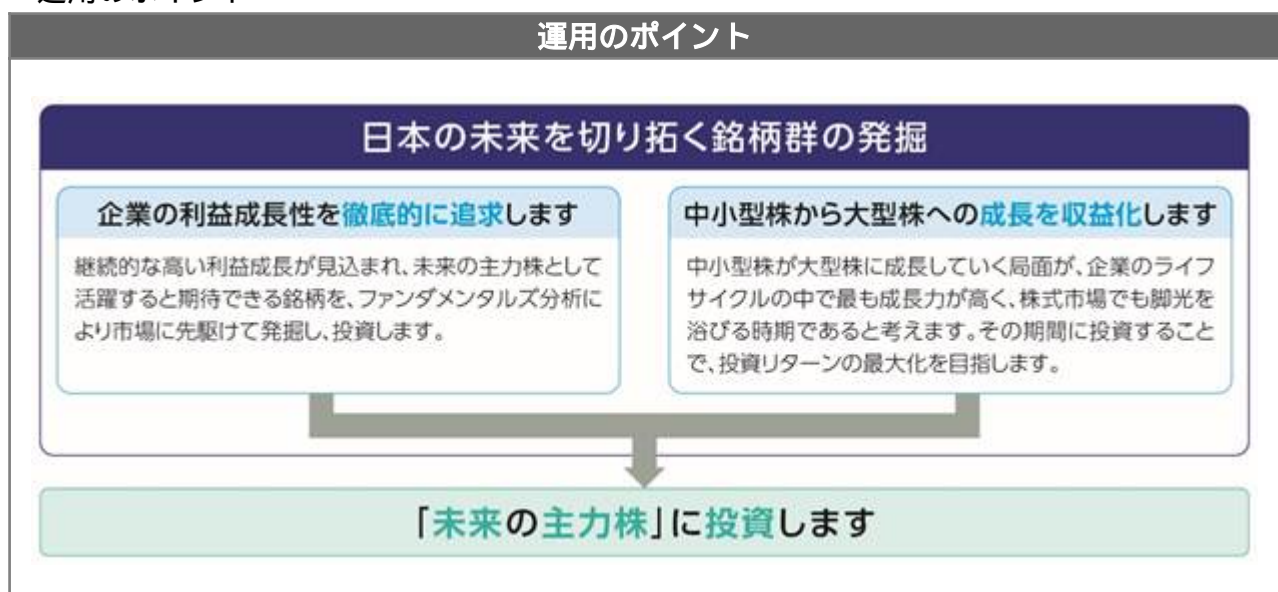 運用のポイント
運用のポイント
日本の未来を切り拓く銘柄群の発掘
企業の利益成長性を徹底的に追求します
継続的な高い利益成長が見込まれ、未来の主力株として
活躍すると期待できる銘柄を、ファンダメンタルズ分析に
より市場に先駆けて発掘し、投資します。
中小型株から大型株への成長を収益化します
中小型株が大型株に成長していく局面が、企業のライフ
サイクルの中で最も成長力が高く、株式市場でも脚光を
浴びる時期であると考えます。その期間に投資すること
で、投資リターンの最大化を目指します。
「未来の主力株」に投資します